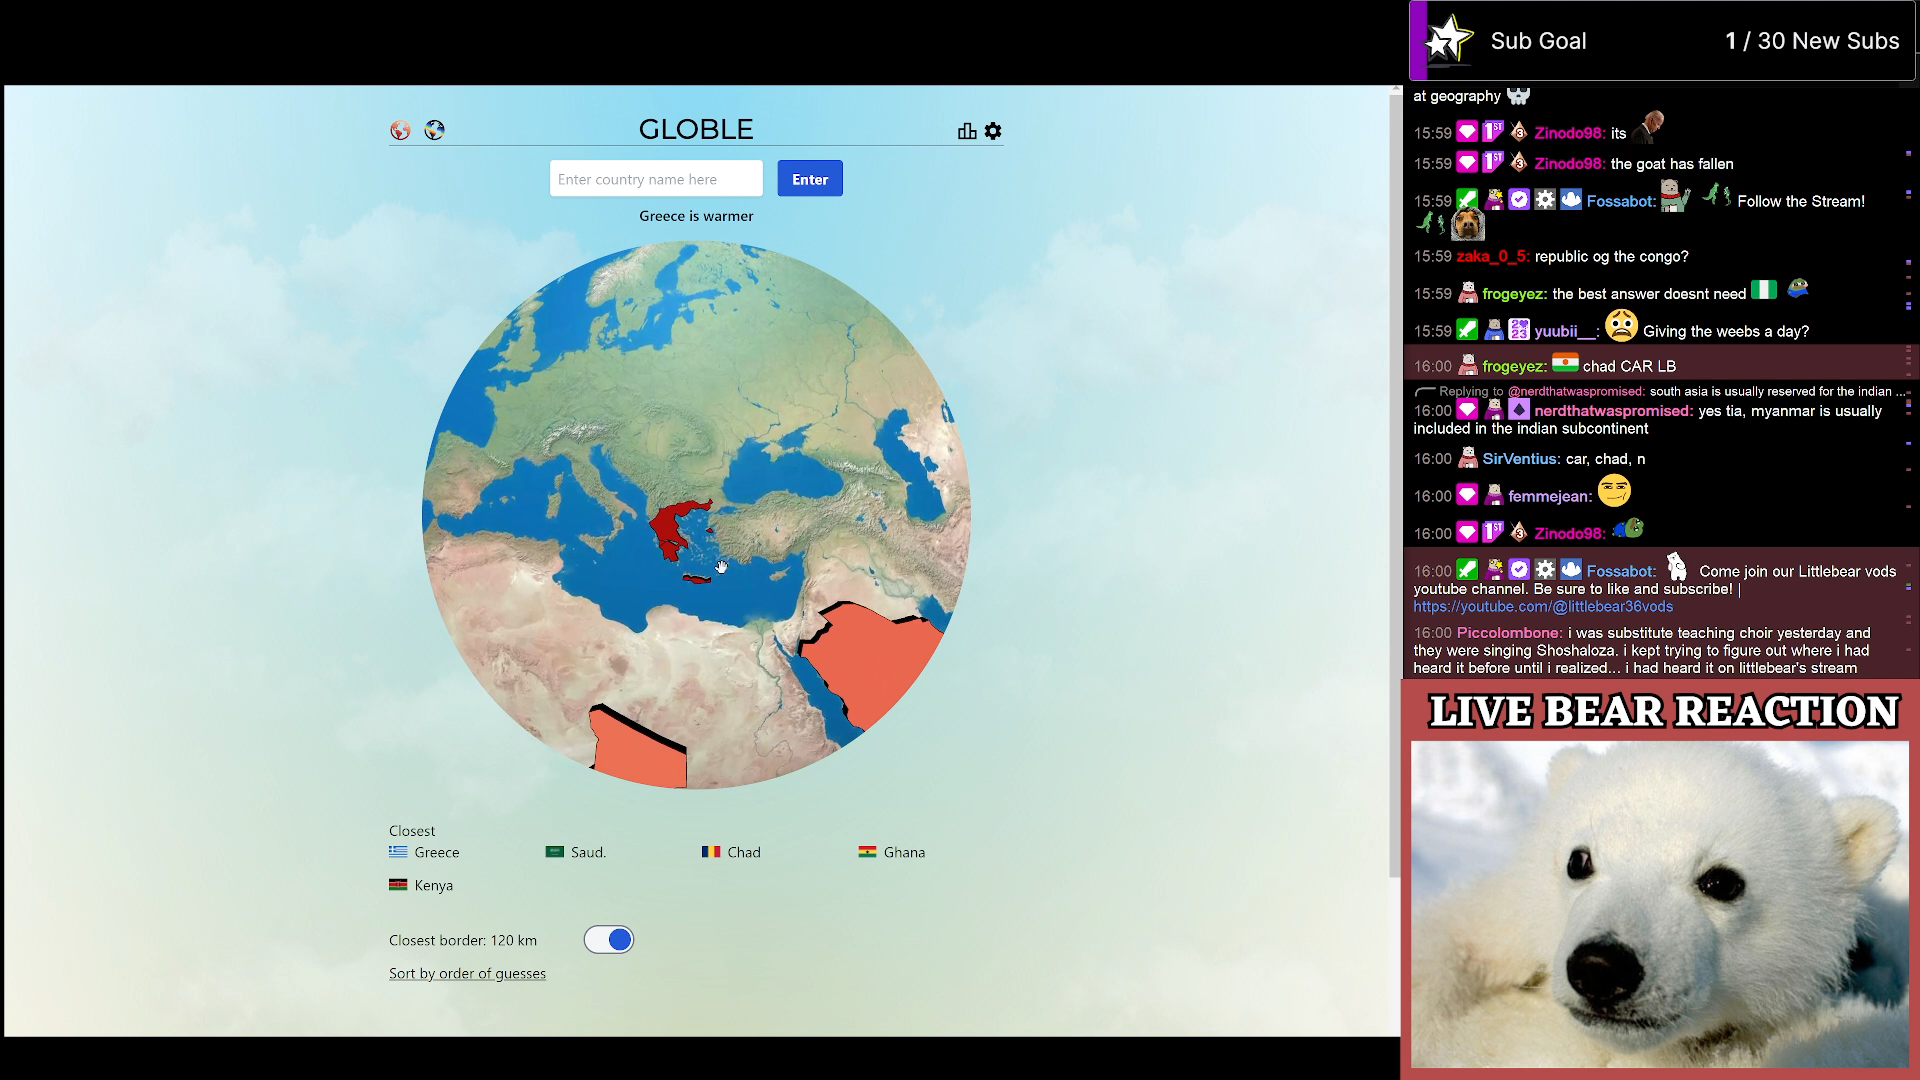 Sub Goal
1 / 30 New Subs
GLOBLE
Enter country name here
Enter
Greece is warmer
Closest
Greece
Saud.
Chad
Ghana
Kenya
Closest border: 120 km
Sort by order of guesses
at geography
15:59 1ST 3 Zinodo98: its
15:59 1ST 3 Zinodo98: the goat has fallen
15:59 Fossabot: Follow the Stream!
15:59 zaka_0_5: republic og the congo?
15:59 frogeyez: the best answer doesnt need
15:59 yuubii__: Giving the weebs a day?
16:00 frogeyez: chad CAR LB
Replying to @nerdthatwaspromised: south asia is usually reserved for the indian ...
16:00 nerdthatwaspromised: yes tia, myanmar is usually
included in the indian subcontinent
16:00 SirVentius: car, chad, n
16:00 femmejean:
16:00 1ST 3 Zinodo98:
16:00 Fossabot: Come join our Littlebear vods
youtube channel. Be sure to like and subscribe! |
https://youtube.com/@littlebear36vods
16:00 Piccolombone: i was substitute teaching choir yesterday and
they were singing Shoshaloza. i kept trying to figure out where i had
heard it before until i realized... i had heard it on littlebear's stream
LIVE BEAR REACTION